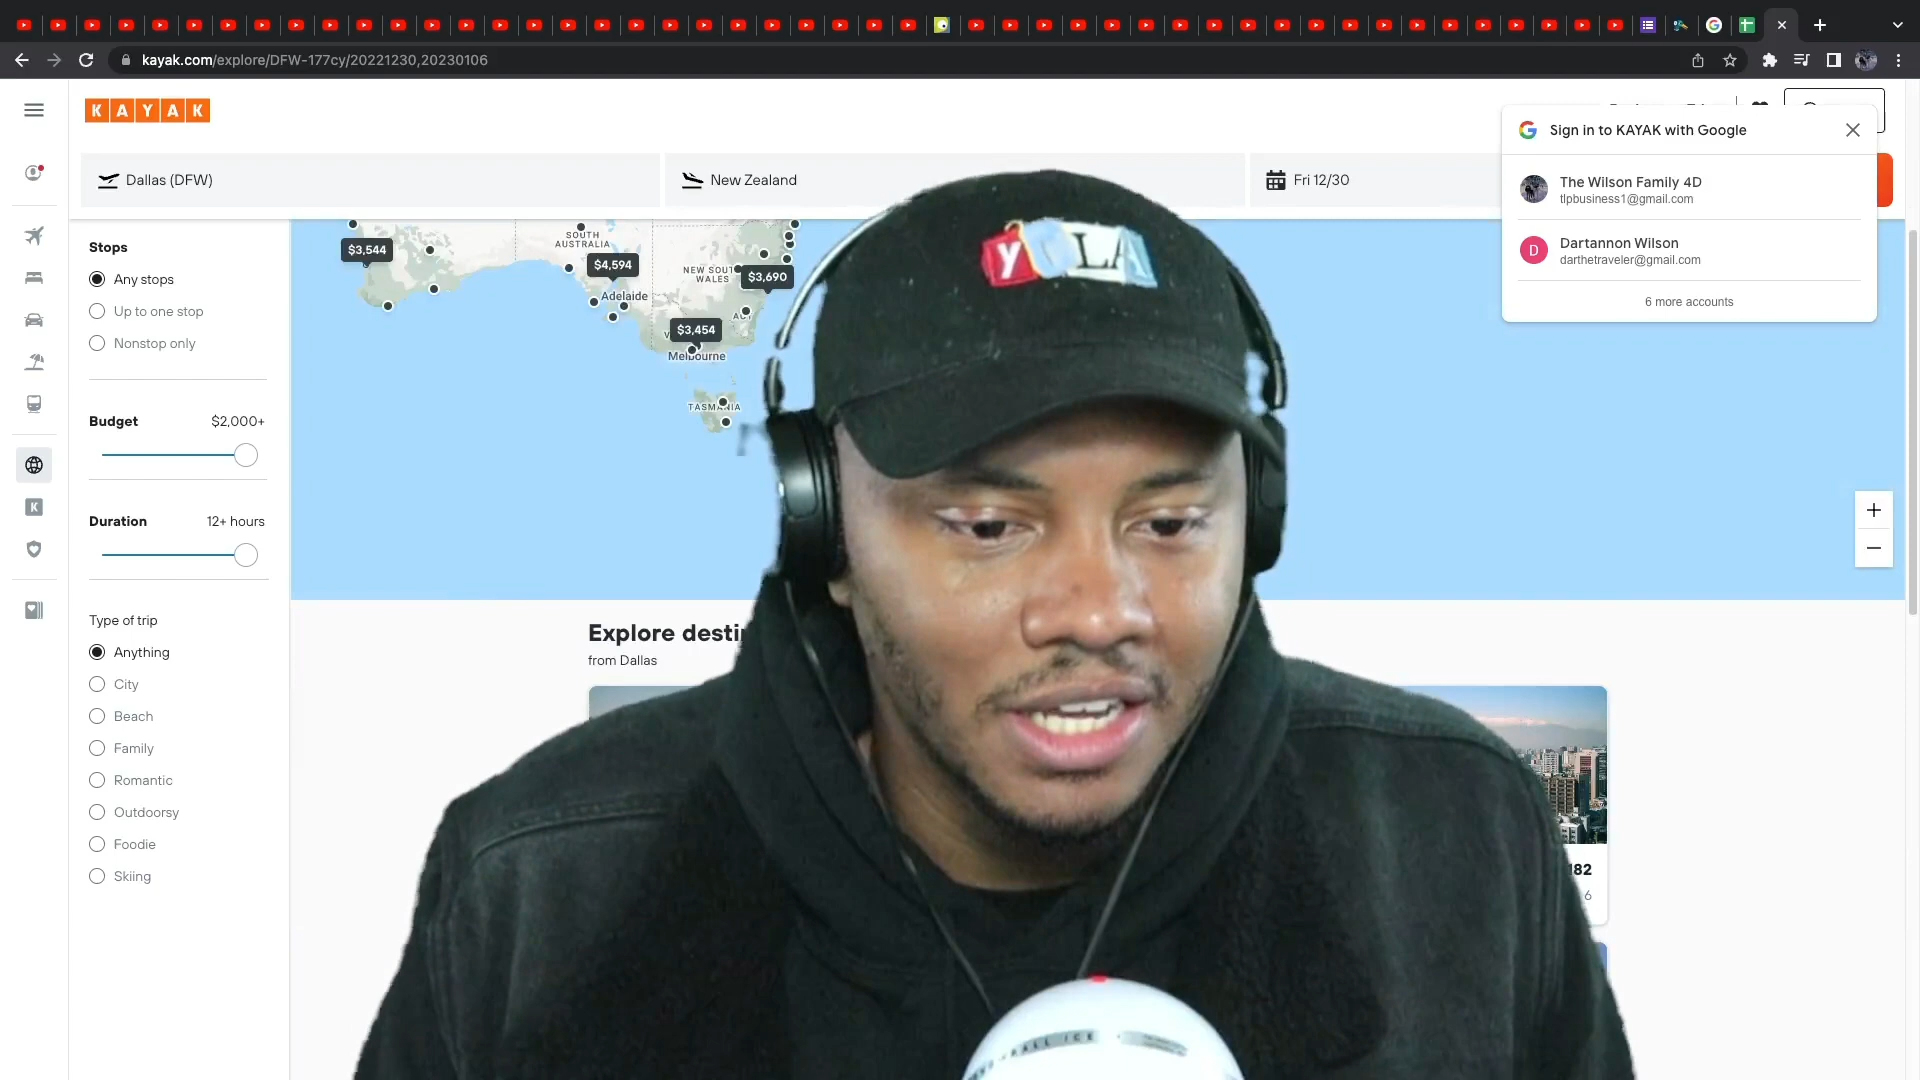 kayak.com/explore/DFW-177cy/20221230,20230106
KAYAK
Dallas (DFW)
New Zealand
Fri 12/30
Sign in to KAYAK with Google
The Wilson Family 4D
tlpbusiness1@gmail.com
D
Dartannon Wilson
darthetraveler@gmail.com
6 more accounts
Stops
Any stops
Up to one stop
Nonstop only
Budget
$2,000+
Duration
12+ hours
Type of trip
Anything
City
Beach
Family
Romantic
Outdoorsy
Foodie
Skiing
SOUTH
AUSTRALIA
$3,544
$4,594
NEW SOUTH
WALES
$3,690
Adelaide
$3,454
Melbourne
TASMANIA
YOLA
Explore
from Dallas
182
6
ICE